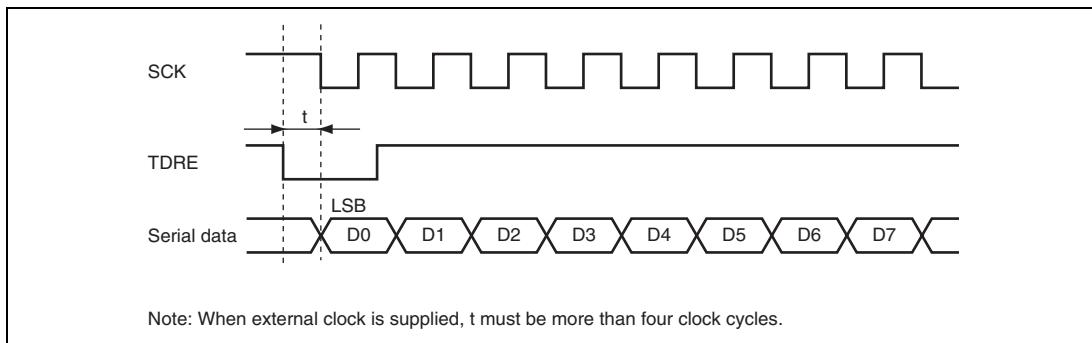 SCK
t
TDRE
LSB
Serial data D0 D1 D2 D3 D4 D5 D6 D7
Note: When external clock is supplied, t must be more than four clock cycles.